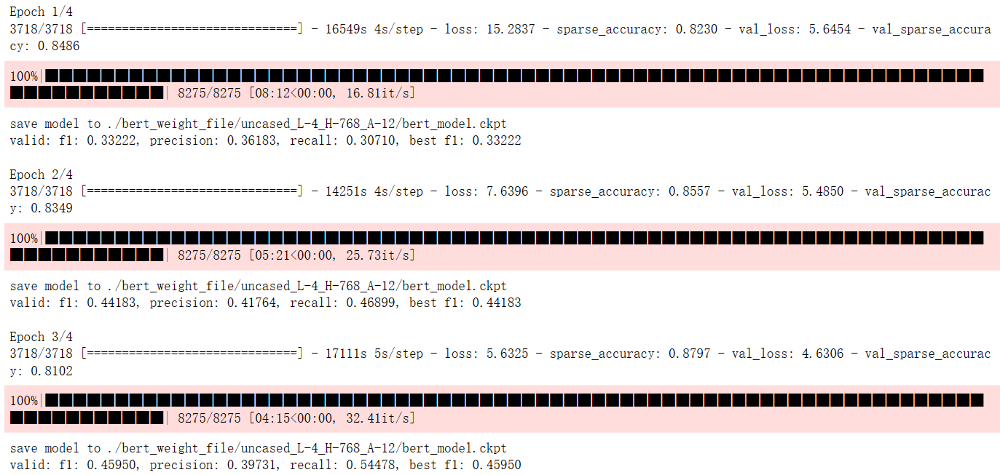 Epoch 1/4
3718/3718 [==============================] - 16549s 4s/step - loss: 15.2837 - sparse_accuracy: 0.8230 - val_loss: 5.6454 - val_sparse_accura
cy: 0.8486
100%|
| 8275/8275 [08:12<00:00, 16.81it/s]
save model to ./bert_weight_file/uncased_L-4_H-768_A-12/bert_model.ckpt
valid: f1: 0.33222, precision: 0.36183, recall: 0.30710, best f1: 0.33222
Epoch 2/4
3718/3718 [==============================] - 14251s 4s/step - loss: 7.6396 - sparse_accuracy: 0.8557 - val_loss: 5.4850 - val_sparse_accurac
y: 0.8349
100%|
| 8275/8275 [05:21<00:00, 25.73it/s]
save model to ./bert_weight_file/uncased_L-4_H-768_A-12/bert_model.ckpt
valid: f1: 0.44183, precision: 0.41764, recall: 0.46899, best f1: 0.44183
Epoch 3/4
3718/3718 [==============================] - 17111s 5s/step - loss: 5.6325 - sparse_accuracy: 0.8797 - val_loss: 4.6306 - val_sparse_accurac
y: 0.8102
100%|
| 8275/8275 [04:15<00:00, 32.41it/s]
save model to ./bert_weight_file/uncased_L-4_H-768_A-12/bert_model.ckpt
valid: f1: 0.45950, precision: 0.39731, recall: 0.54478, best f1: 0.45950